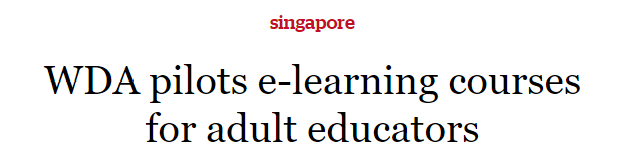 singapore
WDA pilots e-learning courses
for adult educators